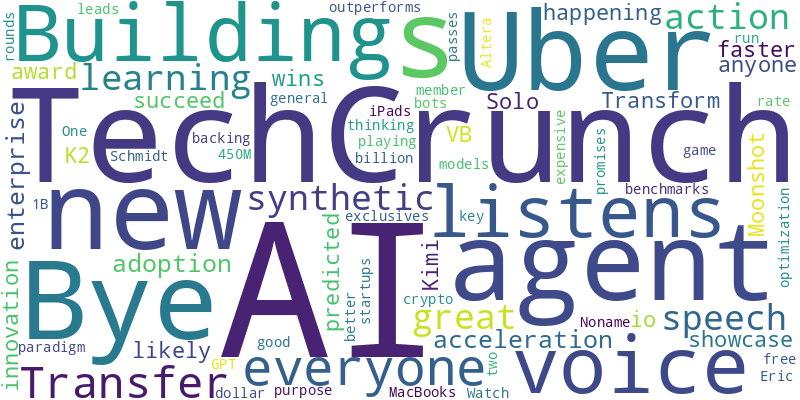 leads
outperforms
happening
action
Buildings
s
Uber
rounds
passes
Altera
run
faster
anyone
award
learning
wins
succeed
general
member
bots
iPads
Solo
Transform
rate
TechCrunch
One
backing
thinking
playing
VB
K2
Schmidt
450M
billion
models
expensive
promises
game
Moonshot
enterprise
1B
new
synthetic
exclusives
key
listens
benchmarks
optimization
AI
agent
Bye
adoption
predicted
Kimi
crypto
better
startups
great
Noname
io
speech
innovation
paradigm
likely
good
acceleration
showcase
GPT
everyone
two
voice
free
Eric
Transfer
dollar
purpose
MacBooks
Watch